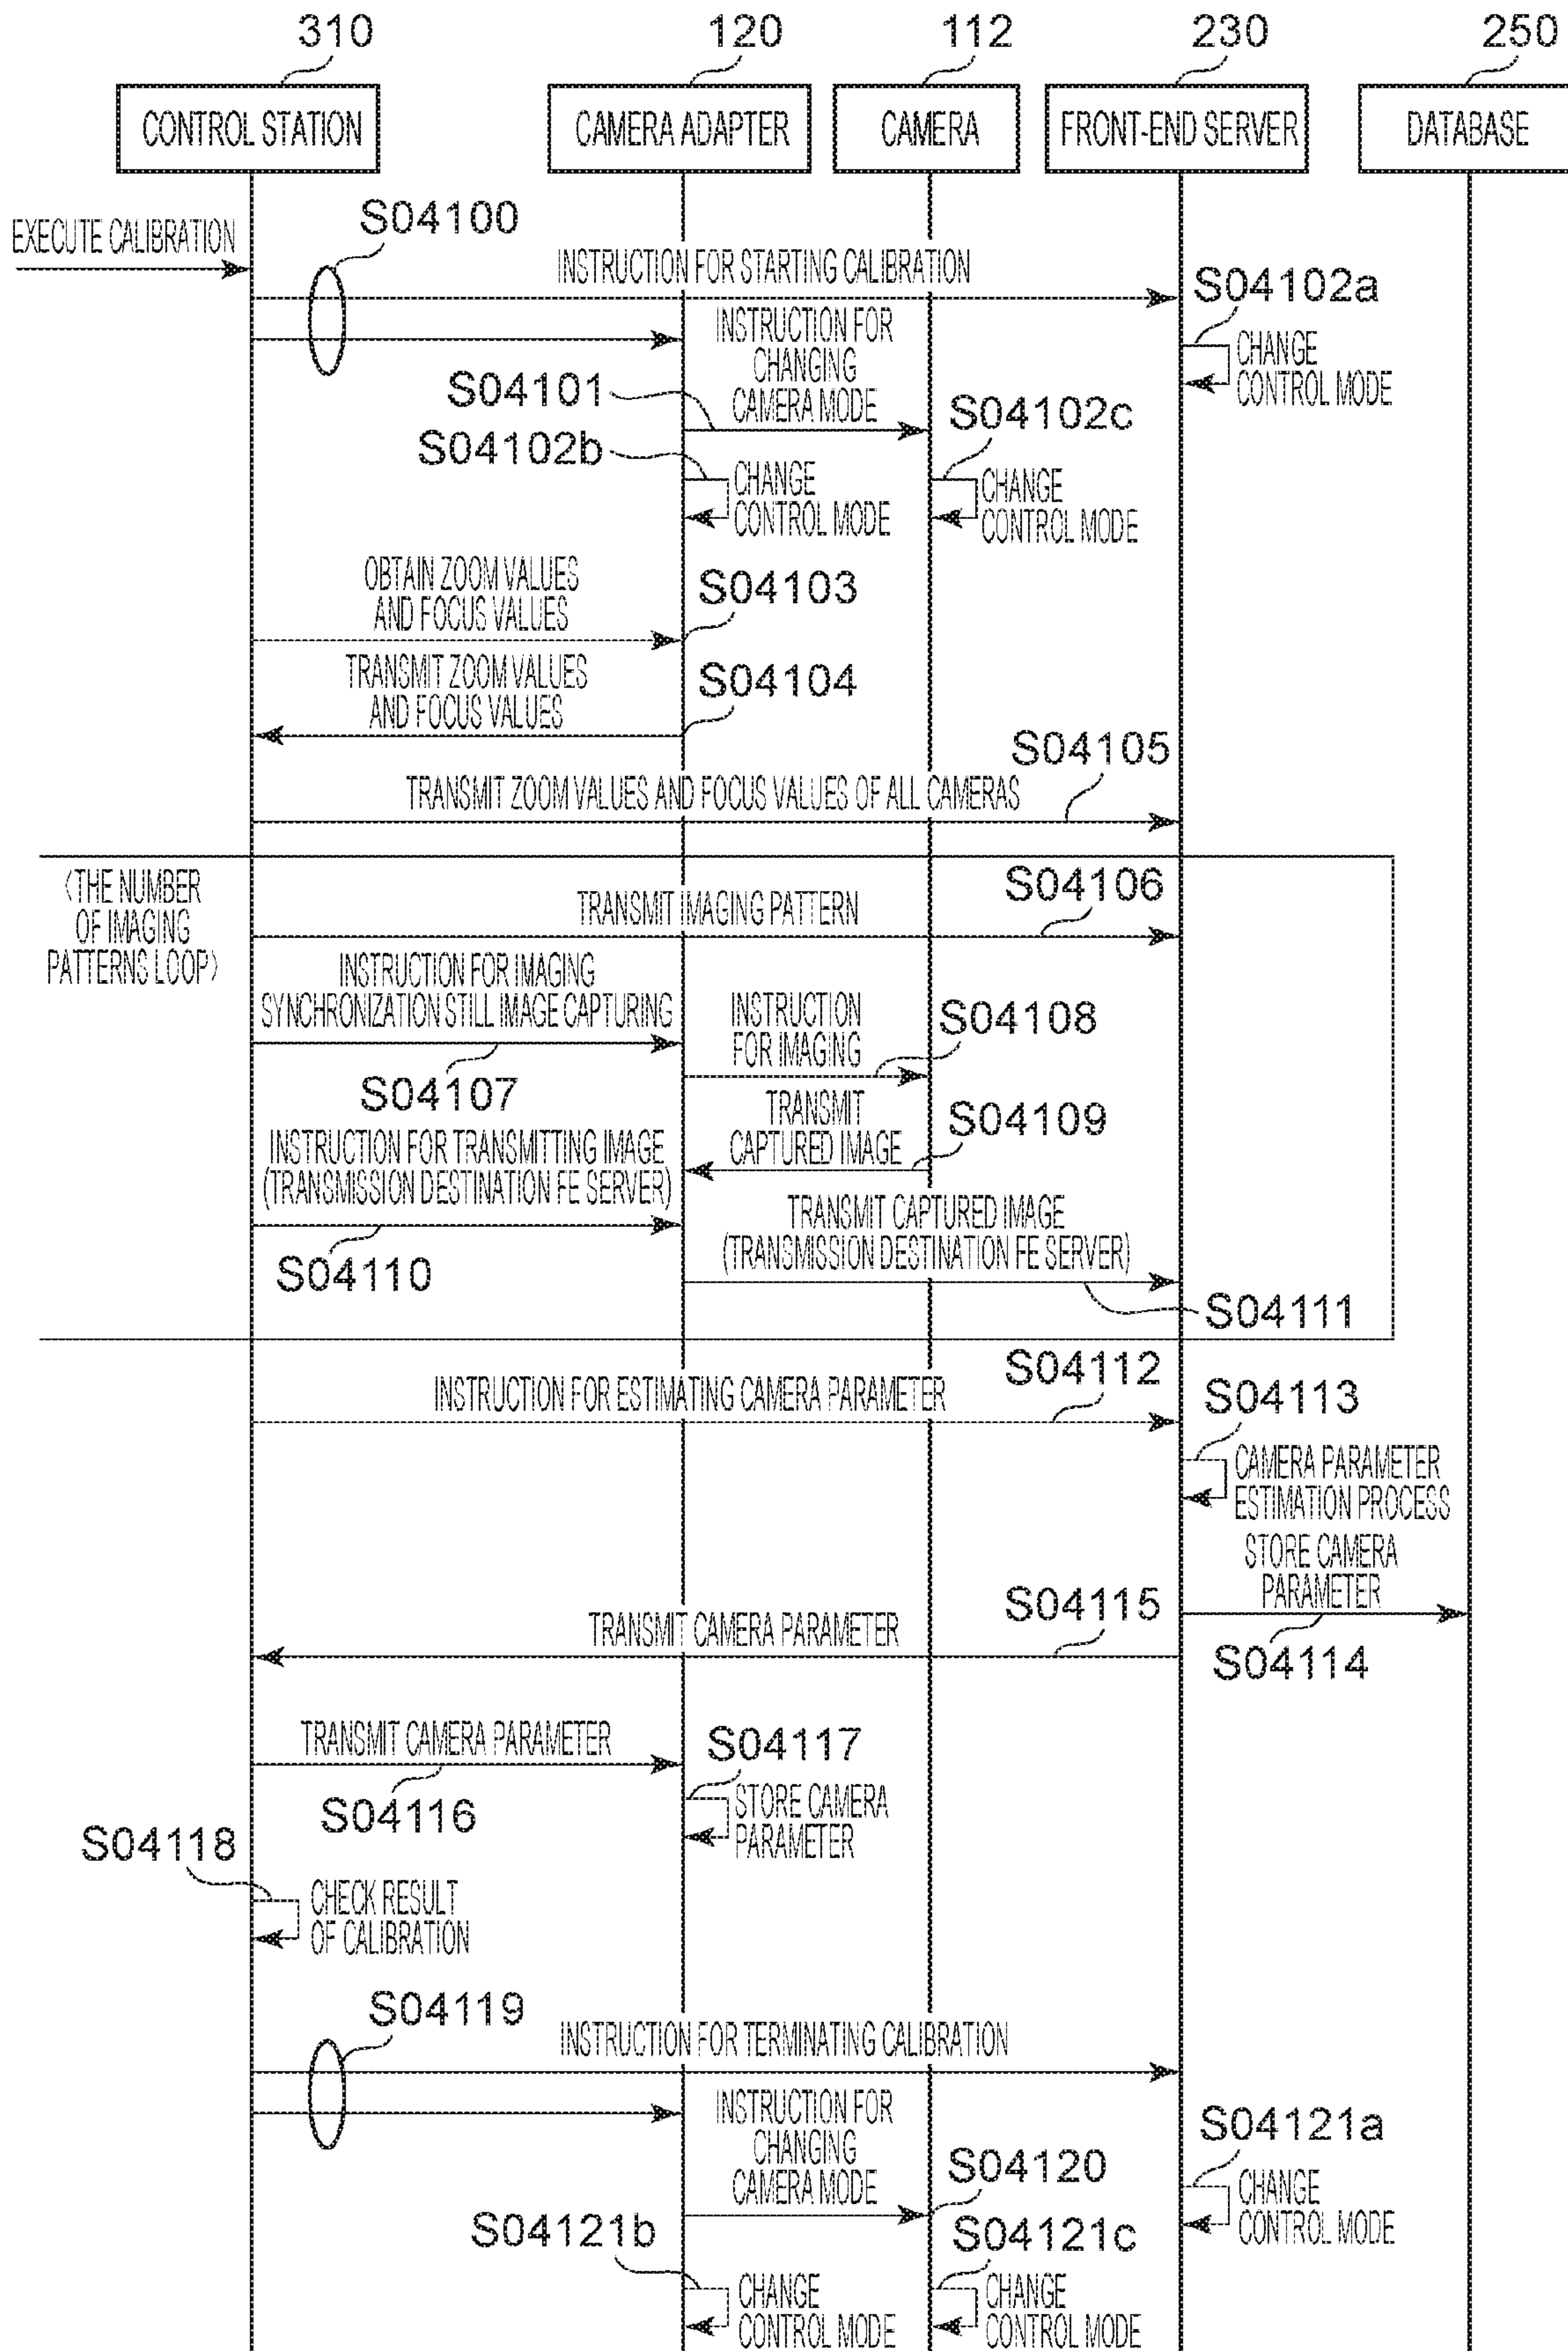 310
120
112
230
250
CONTROL STATION
CAMERA ADAPTER
CAMERA
FRONT-END SERVER
DATABASE
EXECUTE CALIBRATION
S04100
INSTRUCTION FOR STARTING CALIBRATION
S04102a
CHANGE
CONTROL MODE
INSTRUCTION FOR
CHANGING
CAMERA MODE
S04101
S04102b
S04102c
CHANGE
CONTROL MODE
CHANGE
CONTROL MODE
OBTAIN ZOOM VALUES
AND FOCUS VALUES
S04103
TRANSMIT ZOOM VALUES
AND FOCUS VALUES
S04104
S04105
TRANSMIT ZOOM VALUES AND FOCUS VALUES OF ALL CAMERAS
<THE NUMBER
OF IMAGING
PATTERNS LOOP>
S04106
TRANSMIT IMAGING PATTERN
INSTRUCTION FOR IMAGING
SYNCHRONIZATION STILL IMAGE CAPTURING
S04107
INSTRUCTION
FOR IMAGING
S04108
TRANSMIT
CAPTURED IMAGE
S04109
INSTRUCTION FOR TRANSMITTING IMAGE
(TRANSMISSION DESTINATION FE SERVER)
S04110
TRANSMIT CAPTURED IMAGE
(TRANSMISSION DESTINATION FE SERVER)
S04111
S04112
INSTRUCTION FOR ESTIMATING CAMERA PARAMETER
S04113
CAMERA PARAMETER
ESTIMATION PROCESS
STORE CAMERA
PARAMETER
S04114
S04115
TRANSMIT CAMERA PARAMETER
TRANSMIT CAMERA PARAMETER
S04116
S04117
STORE CAMERA
PARAMETER
S04118
CHECK RESULT
OF CALIBRATION
S04119
INSTRUCTION FOR TERMINATING CALIBRATION
INSTRUCTION FOR
CHANGING
CAMERA MODE
S04120
S04121a
CHANGE
CONTROL MODE
S04121b
CHANGE
CONTROL MODE
S04121c
CHANGE
CONTROL MODE